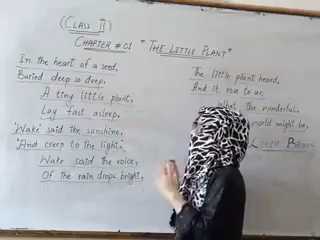 (CLASS II)
CHAPTER # 01 "THE LITTLE PLANT"
In the heart of a seed,
Buried deep so deep,
A tiny little plant,
Lay fast asleep.
'Wake' said the sunshine,
'And creep to the light.'
Wake said the voice,
Of the rain drops bright,
The little plant heard,
And it rose to see,
What the wonderful,
world might be.
BROWN